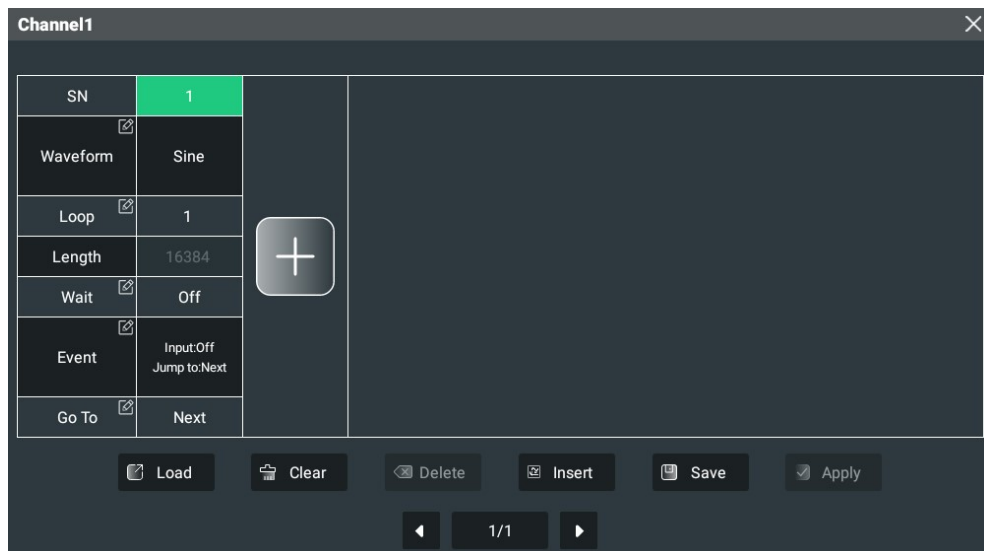 Channel1
SN 1
Waveform Sine
Loop 1
Length 16384
Wait Off
Event Input:Off
Jump to:Next
Go To Next
Load Clear Delete Insert Save Apply
1/1